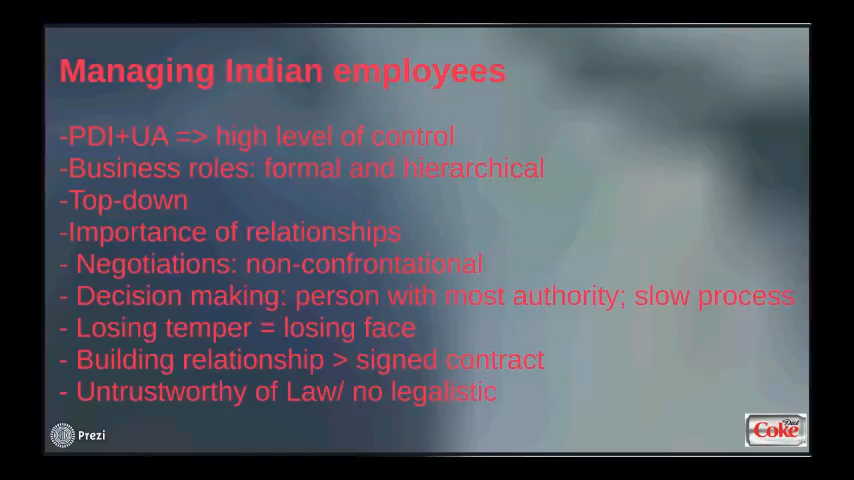 Managing Indian employees
-PDI+UA => high level of control
-Business roles: formal and hierarchical
-Top-down
-Importance of relationships
- Negotiations: non-confrontational
- Decision making: person with most authority; slow process
- Losing temper = losing face
- Building relationship > signed contract
- Untrustworthy of Law/ no legalistic
Prezi
Diet
Coke